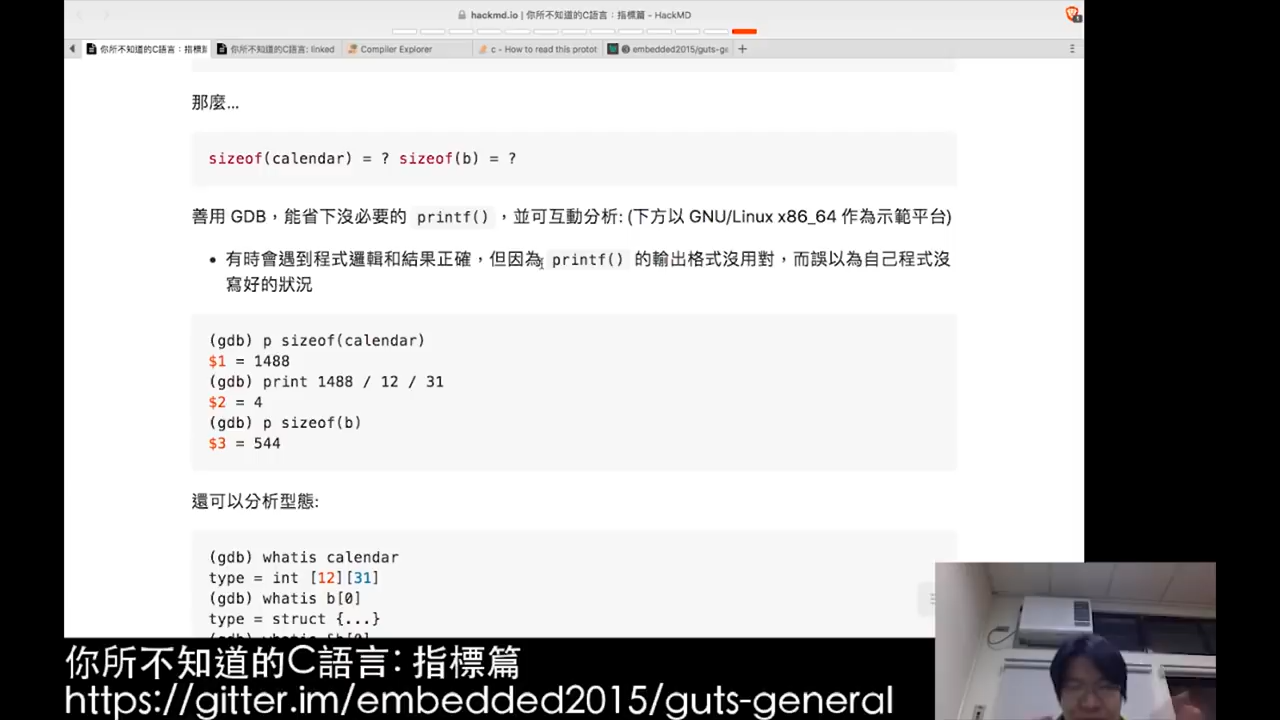 hackmd.io | 你所不知道的C語言：指標篇 - HackMD
你所不知道的C語言：指標
你所不知道的C語言: linked
Compiler Explorer
c - How to read this protot
embedded2015/guts-ge
那麼...
sizeof(calendar) = ? sizeof(b) = ?
善用 GDB，能省下沒必要的 printf() ，並可互動分析: (下方以 GNU/Linux x86_64 作為示範平台)
• 有時會遇到程式邏輯和結果正確，但因為 printf() 的輸出格式沒用對，而誤以為自己程式沒
寫好的狀況
(gdb) p sizeof(calendar)
$1 = 1488
(gdb) print 1488 / 12 / 31
$2 = 4
(gdb) p sizeof(b)
$3 = 544
還可以分析型態:
(gdb) whatis calendar
type = int [12][31]
(gdb) whatis b[0]
type = struct {...}
(gdb) whatis &b[0]
你所不知道的C語言: 指標篇
https://gitter.im/embedded2015/guts-general